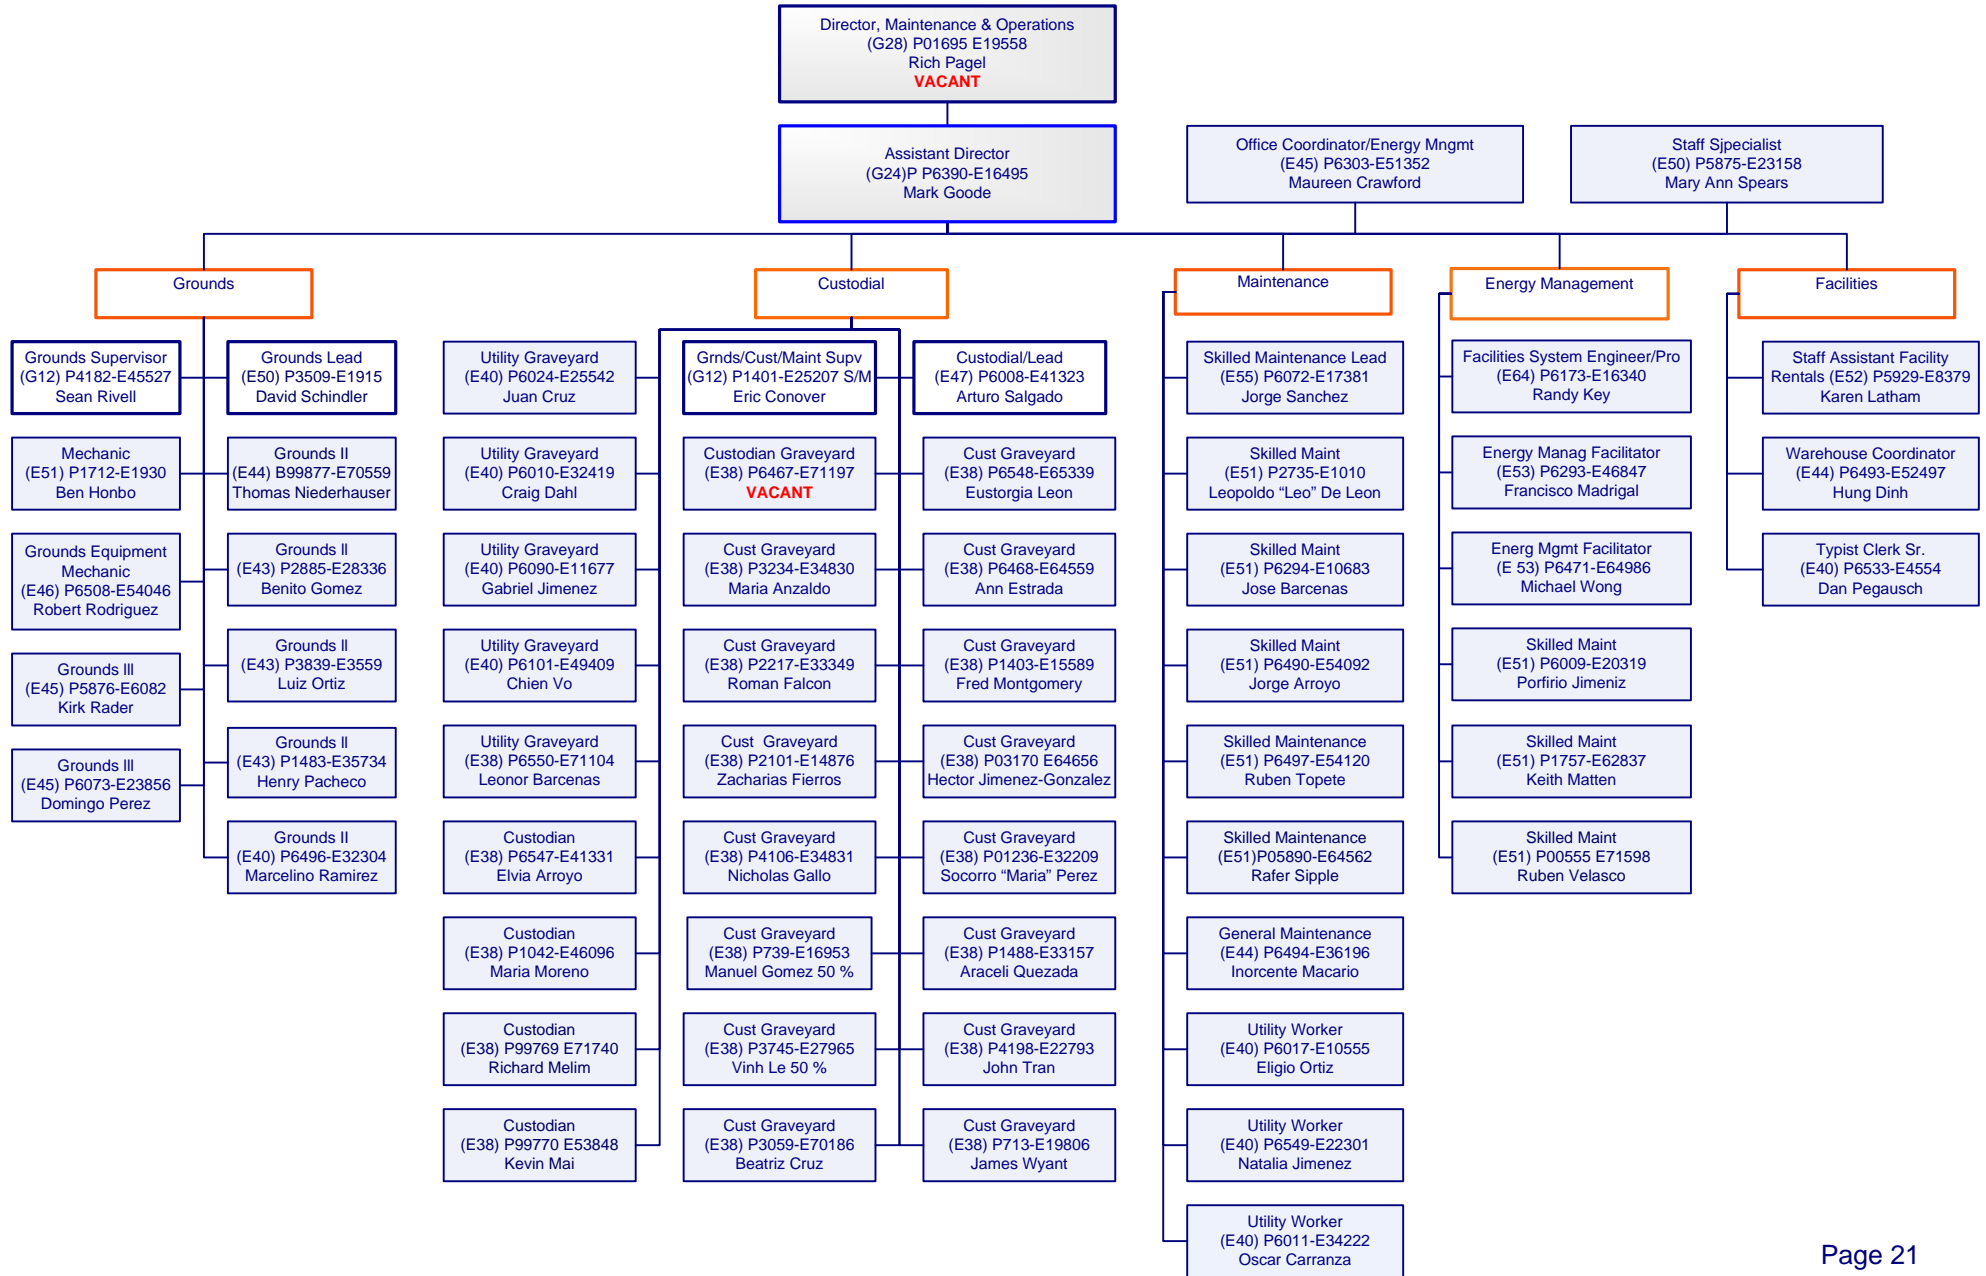 Director, Maintenance & Operations
(G28) P01695 E19558
Rich Pagel
VACANT
Assistant Director
(G24)P P6390-E16495
Mark Goode
Office Coordinator/Energy Mngmt
(E45) P6303-E51352
Maureen Crawford
Staff Sjpecialist
(E50) P5875-E23158
Mary Ann Spears
Grounds
Grounds Supervisor
(G12) P4182-E45527
Sean Rivell
Grounds Lead
(E50) P3509-E1915
David Schindler
Mechanic
(E51) P1712-E1930
Ben Honbo
Grounds II
(E44) B99877-E70559
Thomas Niederhauser
Grounds Equipment
Mechanic
(E46) P6508-E54046
Robert Rodriguez
Grounds ll
(E43) P2885-E28336
Benito Gomez
Grounds III
(E45) P5876-E6082
Kirk Rader
Grounds ll
(E43) P3839-E3559
Luiz Ortiz
Grounds III
(E45) P6073-E23856
Domingo Perez
Grounds ll
(E43) P1483-E35734
Henry Pacheco
Grounds II
(E40) P6496-E32304
Marcelino Ramirez
Custodial
Utility Graveyard
(E40) P6024-E25542
Juan Cruz
Grnds/Cust/Maint Supv
(G12) P1401-E25207 S/M
Eric Conover
Custodial/Lead
(E47) P6008-E41323
Arturo Salgado
Utility Graveyard
(E40) P6010-E32419
Craig Dahl
Custodian Graveyard
(E38) P6467-E71197
VACANT
Cust Graveyard
(E38) P6548-E65339
Eustorgia Leon
Utility Graveyard
(E40) P6090-E11677
Gabriel Jimenez
Cust Graveyard
(E38) P3234-E34830
Maria Anzaldo
Cust Graveyard
(E38) P6468-E64559
Ann Estrada
Utility Graveyard
(E40) P6101-E49409
Chien Vo
Cust Graveyard
(E38) P2217-E33349
Roman Falcon
Cust Graveyard
(E38) P1403-E15589
Fred Montgomery
Utility Graveyard
(E38) P6550-E71104
Leonor Barcenas
Cust Graveyard
(E38) P2101-E14876
Zacharias Fierros
Cust Graveyard
(E38) P03170 E64656
Hector Jimenez-Gonzalez
Custodian
(E38) P6547-E41331
Elvia Arroyo
Cust Graveyard
(E38) P4106-E34831
Nicholas Gallo
Cust Graveyard
(E38) P01236-E32209
Socorro “Maria” Perez
Custodian
(E38) P1042-E46096
Maria Moreno
Cust Graveyard
(E38) P739-E16953
Manuel Gomez 50 %
Cust Graveyard
(E38) P1488-E33157
Araceli Quezada
Custodian
(E38) P99769 E71740
Richard Melim
Cust Graveyard
(E38) P3745-E27965
Vinh Le 50 %
Cust Graveyard
(E38) P4198-E22793
John Tran
Custodian
(E38) P99770 E53848
Kevin Mai
Cust Graveyard
(E38) P3059-E70186
Beatriz Cruz
Cust Graveyard
(E38) P713-E19806
James Wyant
Maintenance
Skilled Maintenance Lead
(E55) P6072-E17381
Jorge Sanchez
Skilled Maint
(E51) P2735-E1010
Leopoldo “Leo” De Leon
Skilled Maint
(E51) P6294-E10683
Jose Barcenas
Skilled Maint
(E51) P6490-E54092
Jorge Arroyo
Skilled Maintenance
(E51) P6497-E54120
Ruben Topete
Skilled Maintenance
(E51)P05890-E64562
Rafer Sipple
General Maintenance
(E44) P6494-E36196
Inorcente Macario
Utility Worker
(E40) P6017-E10555
Eligio Ortiz
Utility Worker
(E40) P6549-E22301
Natalia Jimenez
Utility Worker
(E40) P6011-E34222
Oscar Carranza
Energy Management
Facilities System Engineer/Pro
(E64) P6173-E16340
Randy Key
Energy Manag Facilitator
(E53) P6293-E46847
Francisco Madrigal
Energ Mgmt Facilitator
(E 53) P6471-E64986
Michael Wong
Skilled Maint
(E51) P6009-E20319
Porfirio Jimeniz
Skilled Maint
(E51) P1757-E62837
Keith Matten
Skilled Maint
(E51) P00555 E71598
Ruben Velasco
Facilities
Staff Assistant Facility
Rentals (E52) P5929-E8379
Karen Latham
Warehouse Coordinator
(E44) P6493-E52497
Hung Dinh
Typist Clerk Sr.
(E40) P6533-E4554
Dan Pegausch
Page 21